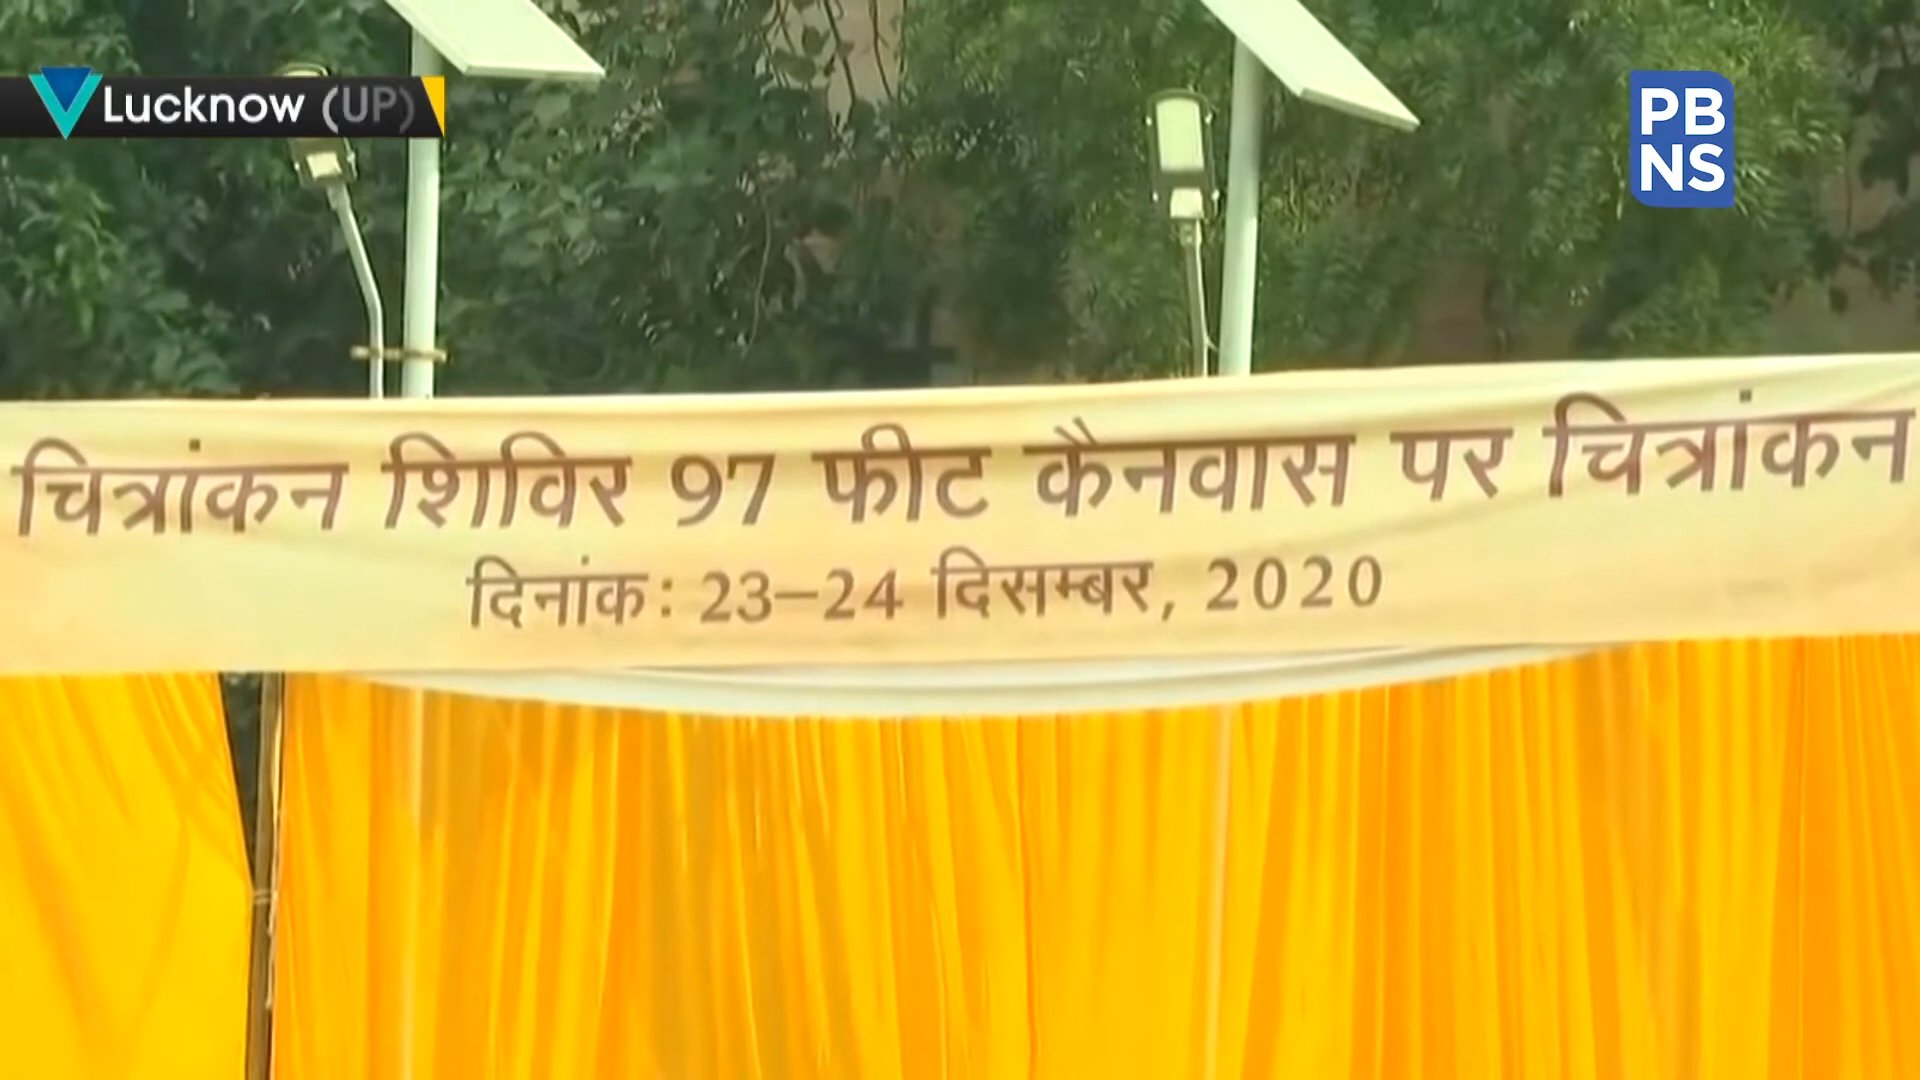 Lucknow (UP)
PB
NS
चित्रांकन शिविर 97 फीट कैनवास पर चित्रांकन
दिनांक: 23–24 दिसम्बर, 2020